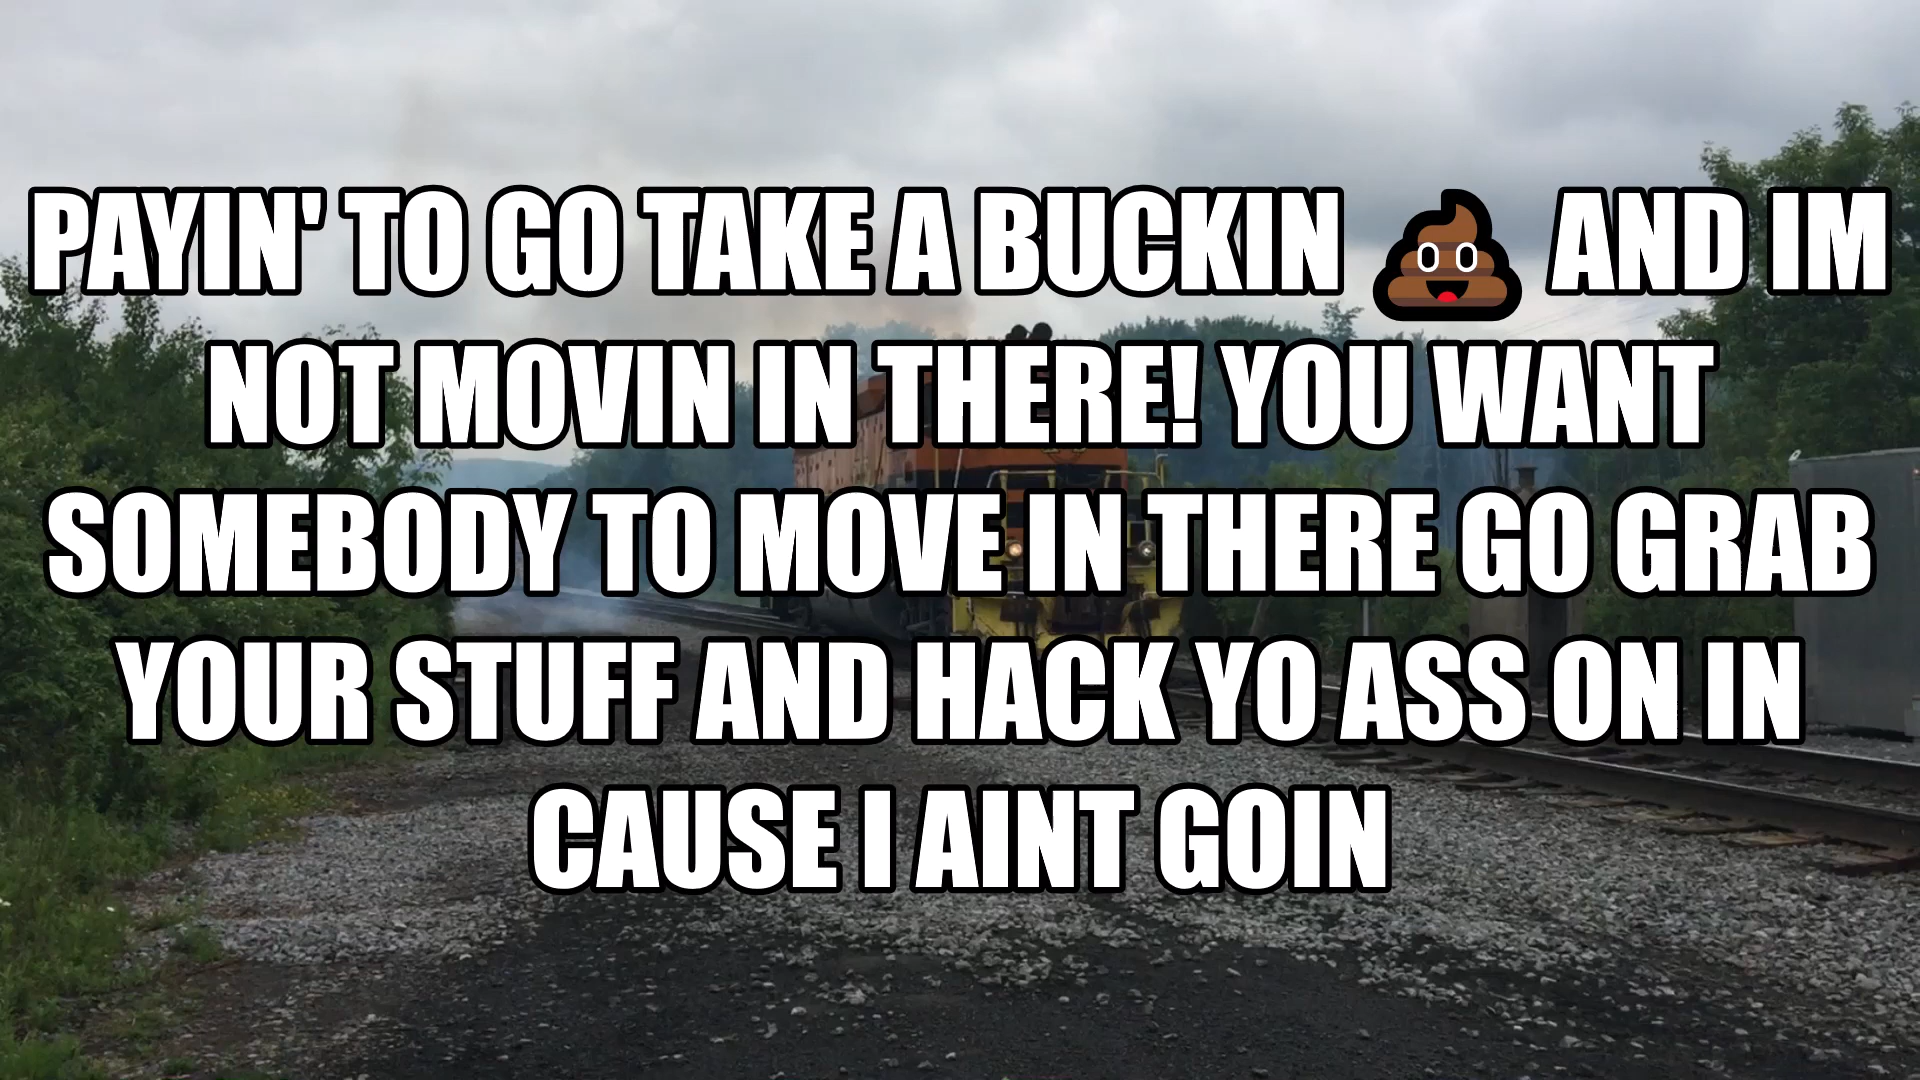 PAYIN' TO GO TAKE A BUCKIN 💩 AND IM
NOT MOVIN IN THERE! YOU WANT
SOMEBODY TO MOVE IN THERE GO GRAB
YOUR STUFF AND HACK YO ASS ON IN
CAUSE I AINT GOIN